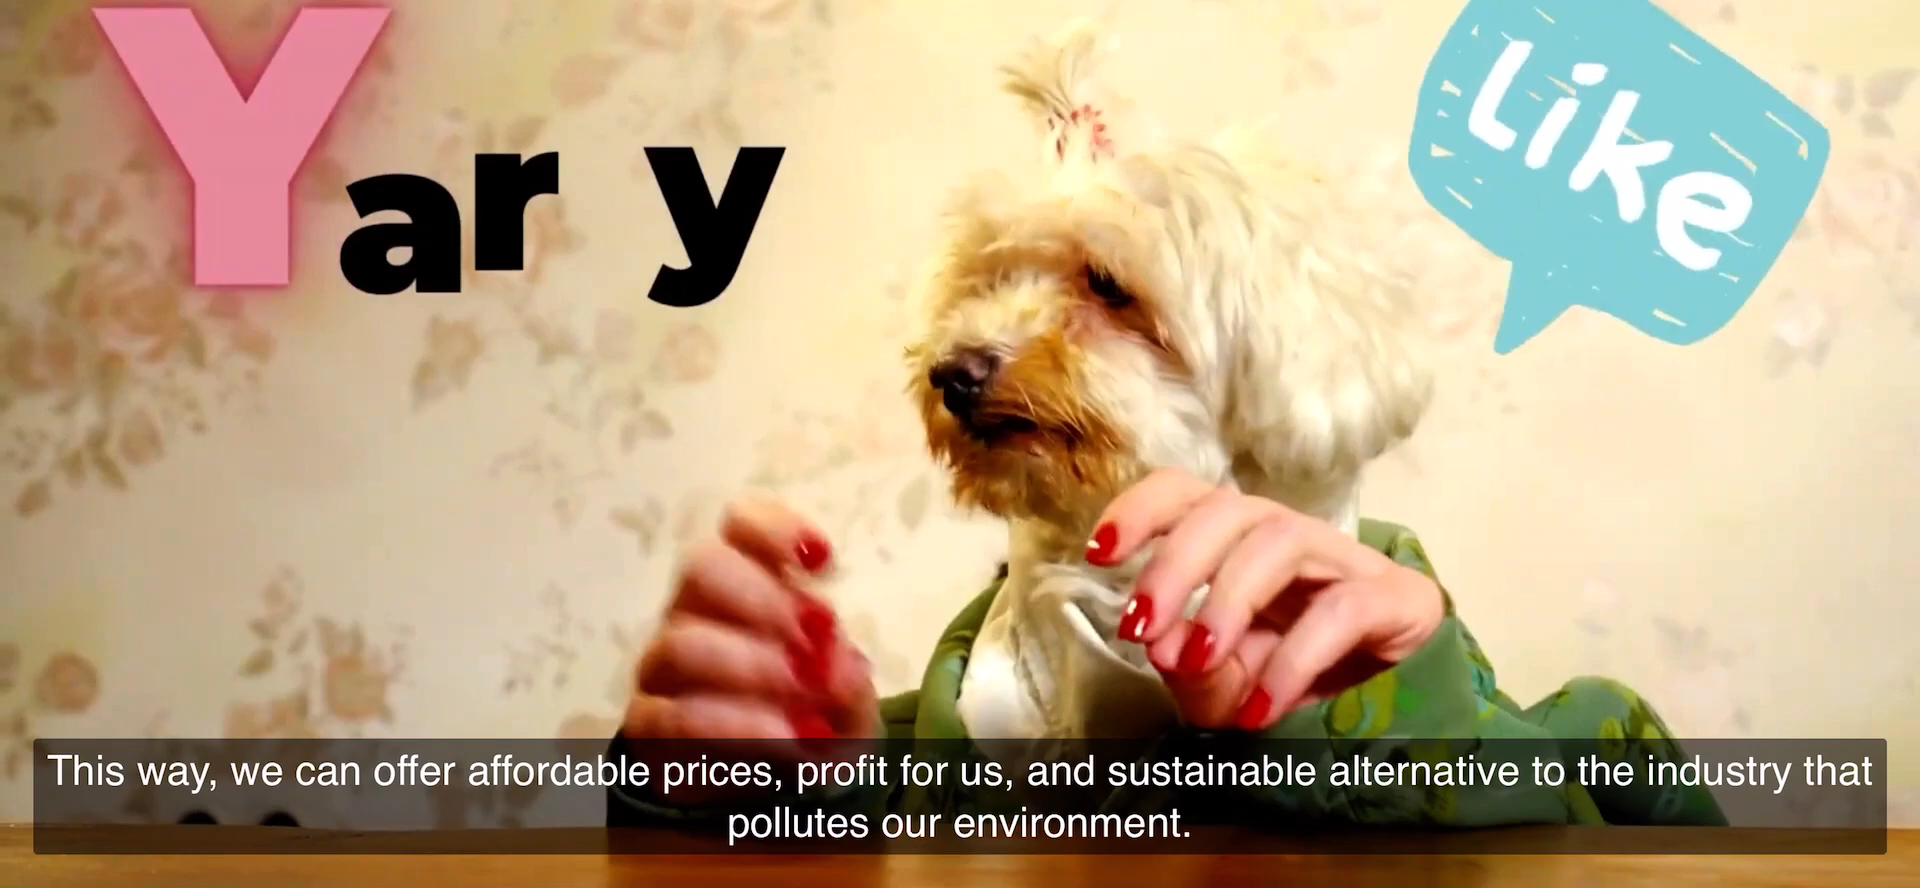 Yar y
Like
This way, we can offer affordable prices, profit for us, and sustainable alternative to the industry that
pollutes our environment.